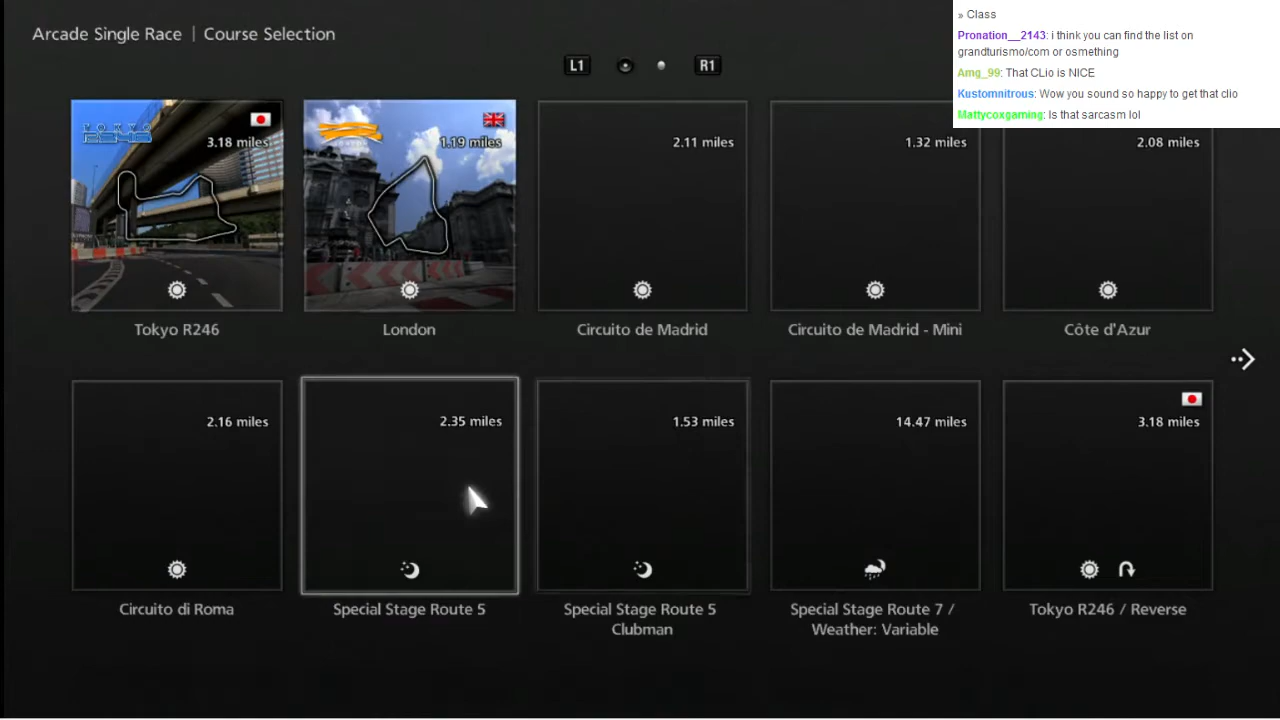 Arcade Single Race | Course Selection
L1
R1
» Class
Pronation__2143: i think you can find the list on
grandturismo/com or osmething
Amg_99: That CLio is NICE
Kustomnitrous: Wow you sound so happy to get that clio
Mattycoxgaming: Is that sarcasm lol
TOKYO
R246
3.18 miles
1.19 miles
2.11 miles
1.32 miles
2.08 miles
Tokyo R246
London
Circuito de Madrid
Circuito de Madrid - Mini
Côte d'Azur
2.16 miles
2.35 miles
1.53 miles
14.47 miles
3.18 miles
Circuito di Roma
Special Stage Route 5
Special Stage Route 5
Clubman
Special Stage Route 7 /
Weather: Variable
Tokyo R246 / Reverse